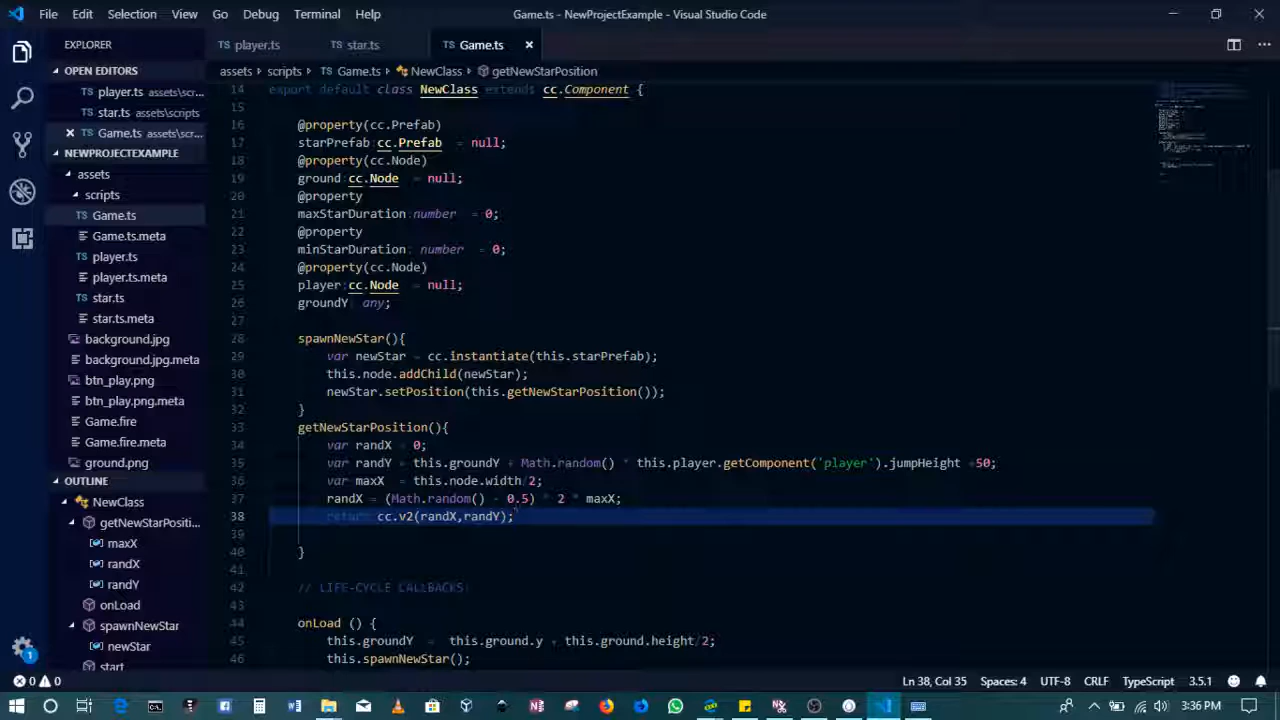 File Edit Selection View Go Debug Terminal Help
Game.ts - NewProjectExample - Visual Studio Code
EXPLORER
player.ts
star.ts
Game.ts
OPEN EDITORS
player.ts assets\scr...
star.ts assets\scripts
Game.ts assets\scr...
NEWPROJECTEXAMPLE
assets
scripts
Game.ts
Game.ts.meta
player.ts
player.ts.meta
star.ts
star.ts.meta
background.jpg
background.jpg.meta
btn_play.png
btn_play.png.meta
Game.fire
Game.fire.meta
ground.png
OUTLINE
NewClass
getNewStarPositi...
maxX
randX
randY
onLoad
spawnNewStar
newStar
start
assets > scripts > Game.ts > NewClass > getNewStarPosition
14 export default class NewClass extends cc.Component {
15
16 @property(cc.Prefab)
17 starPrefab:cc.Prefab = null;
18 @property(cc.Node)
19 ground:cc.Node = null;
20 @property
21 maxStarDuration:number = 0;
22 @property
23 minStarDuration: number = 0;
24 @property(cc.Node)
25 player:cc.Node = null;
26 groundY: any;
27
28 spawnNewStar(){
29 var newStar = cc.instantiate(this.starPrefab);
30 this.node.addChild(newStar);
31 newStar.setPosition(this.getNewStarPosition());
32 }
33 getNewStarPosition(){
34 var randX = 0;
35 var randY = this.groundY + Math.random() * this.player.getComponent('player').jumpHeight +50;
36 var maxX = this.node.width/2;
37 randX = (Math.random() - 0.5) * 2 * maxX;
38 return cc.v2(randX,randY);
39
40 }
41
42 // LIFE-CYCLE CALLBACKS:
43
44 onLoad () {
45 this.groundY = this.ground.y + this.ground.height/2;
46 this.spawnNewStar();
0 0
Ln 38, Col 35 Spaces: 4 UTF-8 CRLF TypeScript 3.5.1
1
3:36 PM